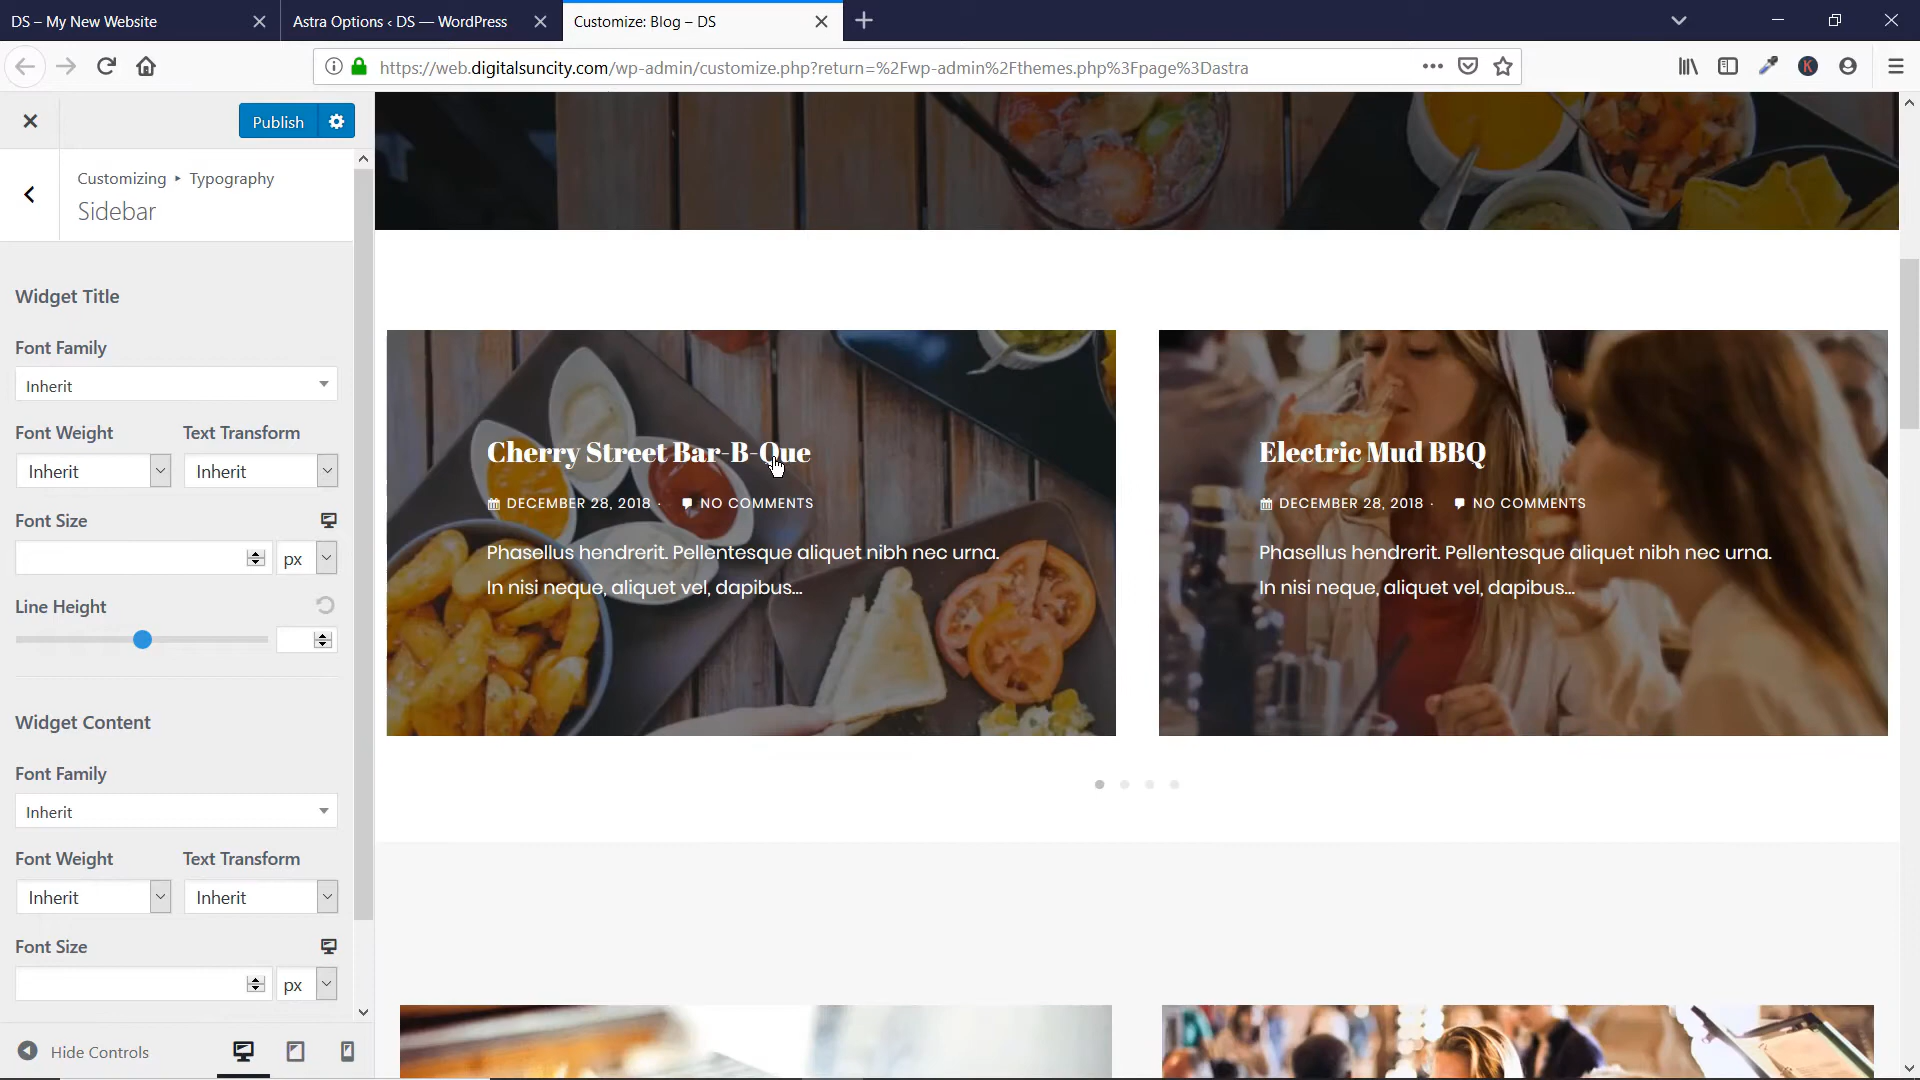 DS – My New Website
Astra Options ‹ DS — WordPress
Customize: Blog – DS
https://web.digitalsuncity.com/wp-admin/customize.php?return=%2Fwp-admin%2Fthemes.php%3Fpage%3Dastra
K
Publish
Customizing ▸ Typography
Sidebar
Widget Title
Font Family
Inherit
Font Weight Text Transform
Inherit Inherit
Font Size
px
Line Height
Widget Content
Font Family
Inherit
Font Weight Text Transform
Inherit Inherit
Font Size
px
Hide Controls
Cherry Street Bar-B-Que
DECEMBER 28, 2018 · NO COMMENTS
Phasellus hendrerit. Pellentesque aliquet nibh nec urna.
In nisi neque, aliquet vel, dapibus...
Electric Mud BBQ
DECEMBER 28, 2018 · NO COMMENTS
Phasellus hendrerit. Pellentesque aliquet nibh nec urna.
In nisi neque, aliquet vel, dapibus...